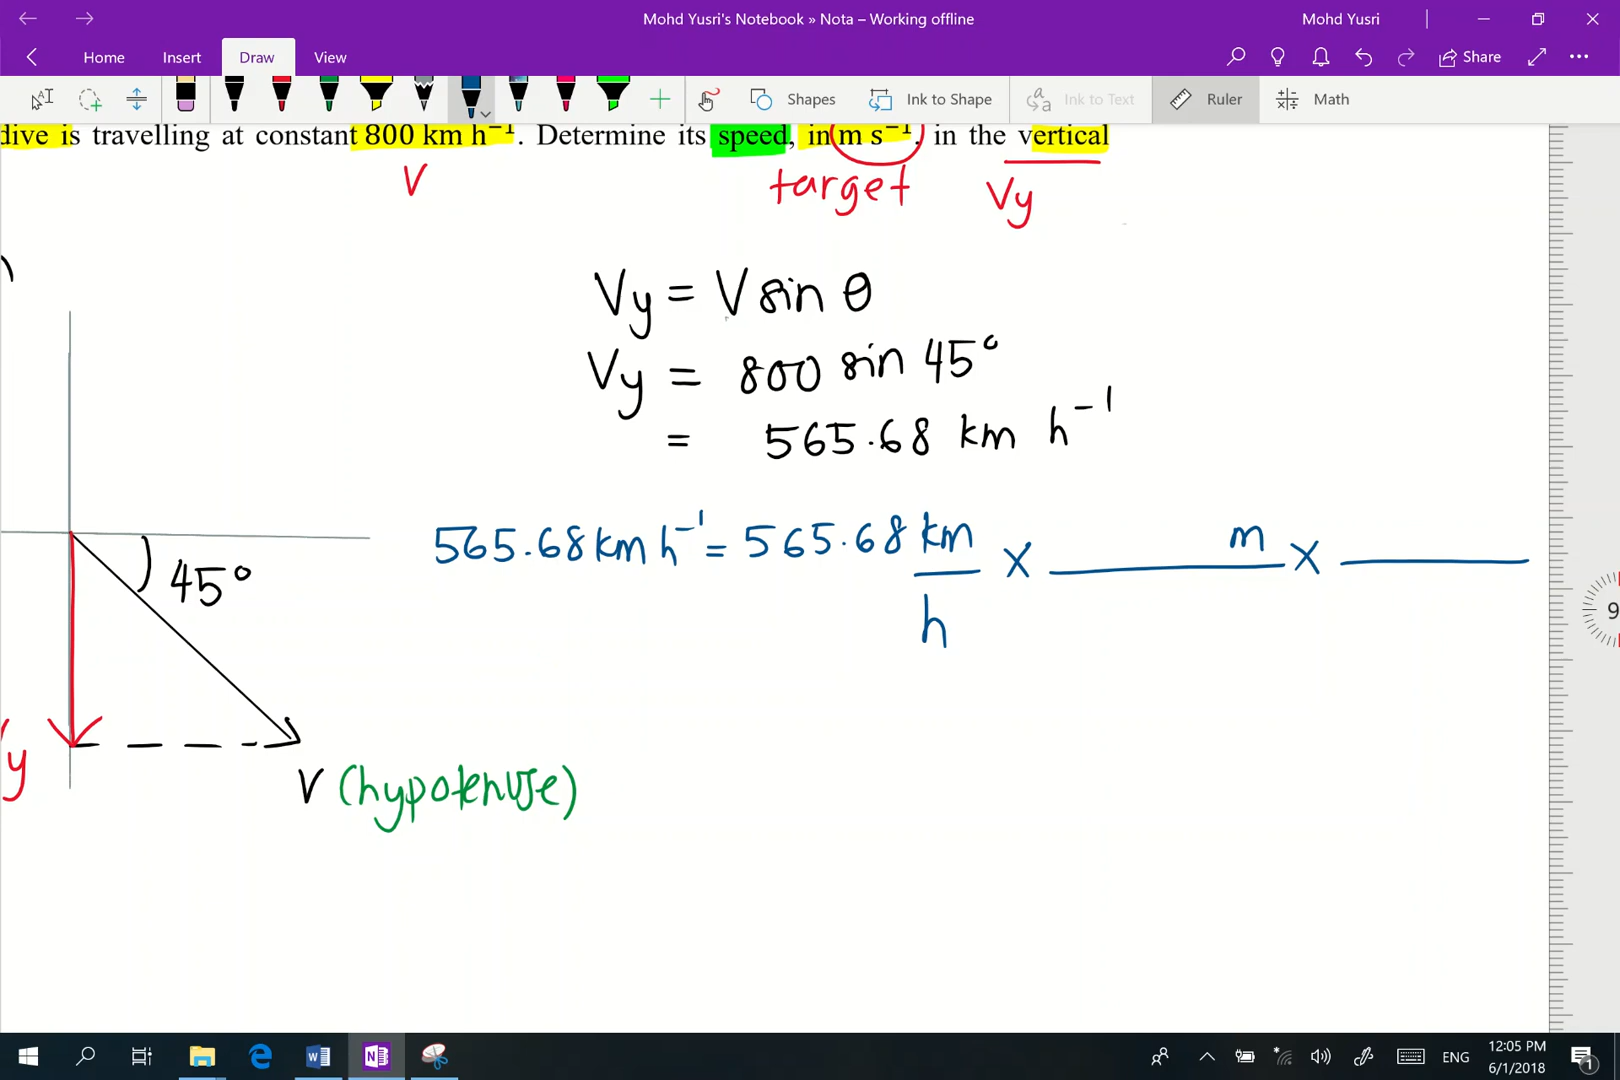 Mohd Yusri's Notebook » Nota – Working offline
Mohd Yusri
Home Insert Draw View
Share
Shapes
Ink to Shape
Ink to Text
Ruler
Math
dive is travelling at constant 800 km h⁻¹. Determine its speed, in m s⁻¹. in the vertical
V
target
Vy
Vy = V sin θ
Vy = 800 sin 45°
= 565.68 km h⁻¹
565.68 km h⁻¹ = 565.68 km/h × m × 
45°
y
V (hypotenuse)
9
ENG
12:05 PM
6/1/2018
1